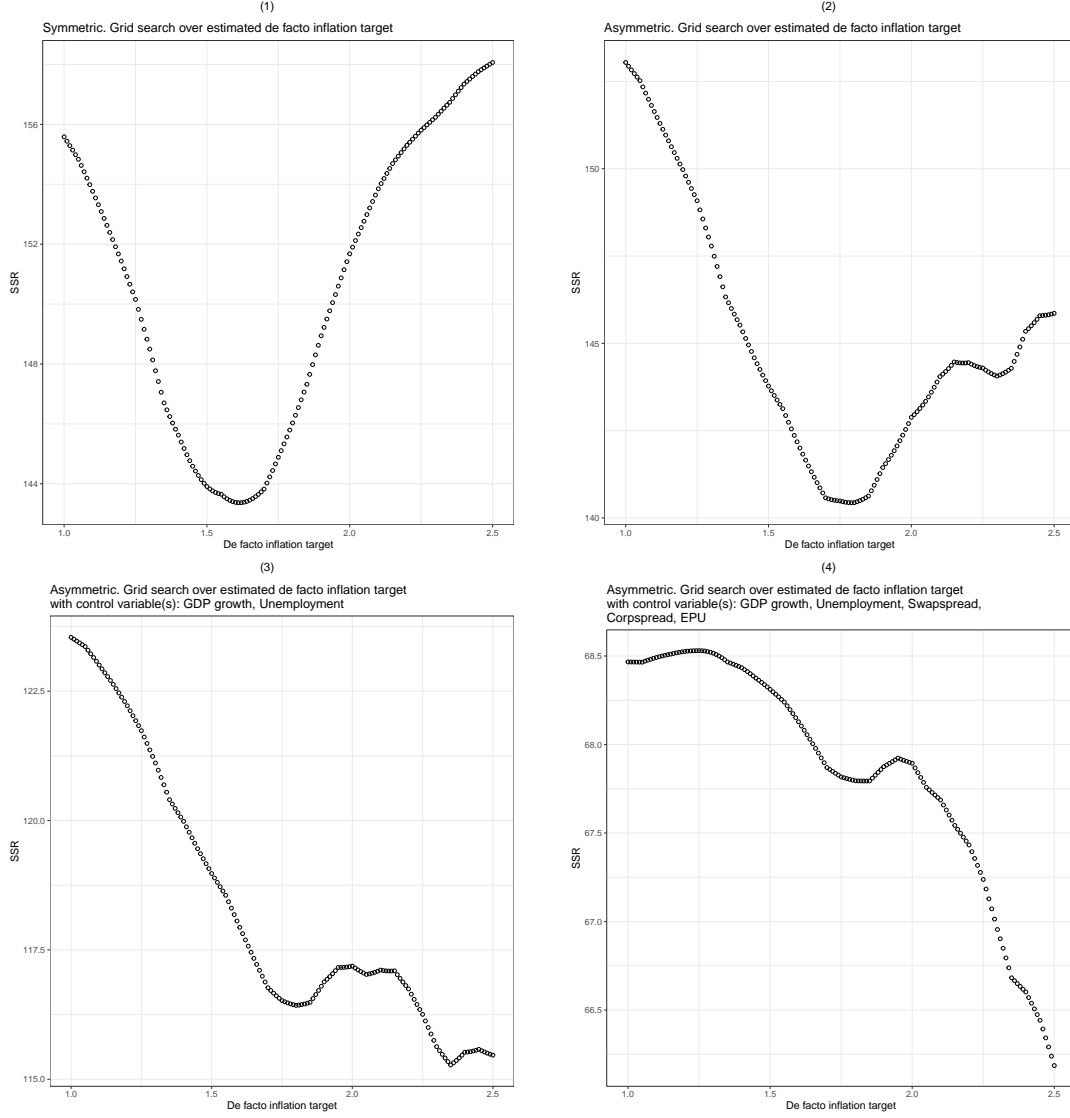 (1)
Symmetric. Grid search over estimated de facto inflation target
156
152
148
144
SSR
1.0 1.5 2.0 2.5
De facto inflation target
(2)
Asymmetric. Grid search over estimated de facto inflation target
150
145
140
SSR
1.0 1.5 2.0 2.5
De facto inflation target
(3)
Asymmetric. Grid search over estimated de facto inflation target
with control variable(s): GDP growth, Unemployment
122.5
120.0
117.5
115.0
SSR
1.0 1.5 2.0 2.5
De facto inflation target
(4)
Asymmetric. Grid search over estimated de facto inflation target
with control variable(s): GDP growth, Unemployment, Swapspread,
Corpspread, EPU
68.5
68.0
67.5
67.0
66.5
SSR
1.0 1.5 2.0 2.5
De facto inflation target